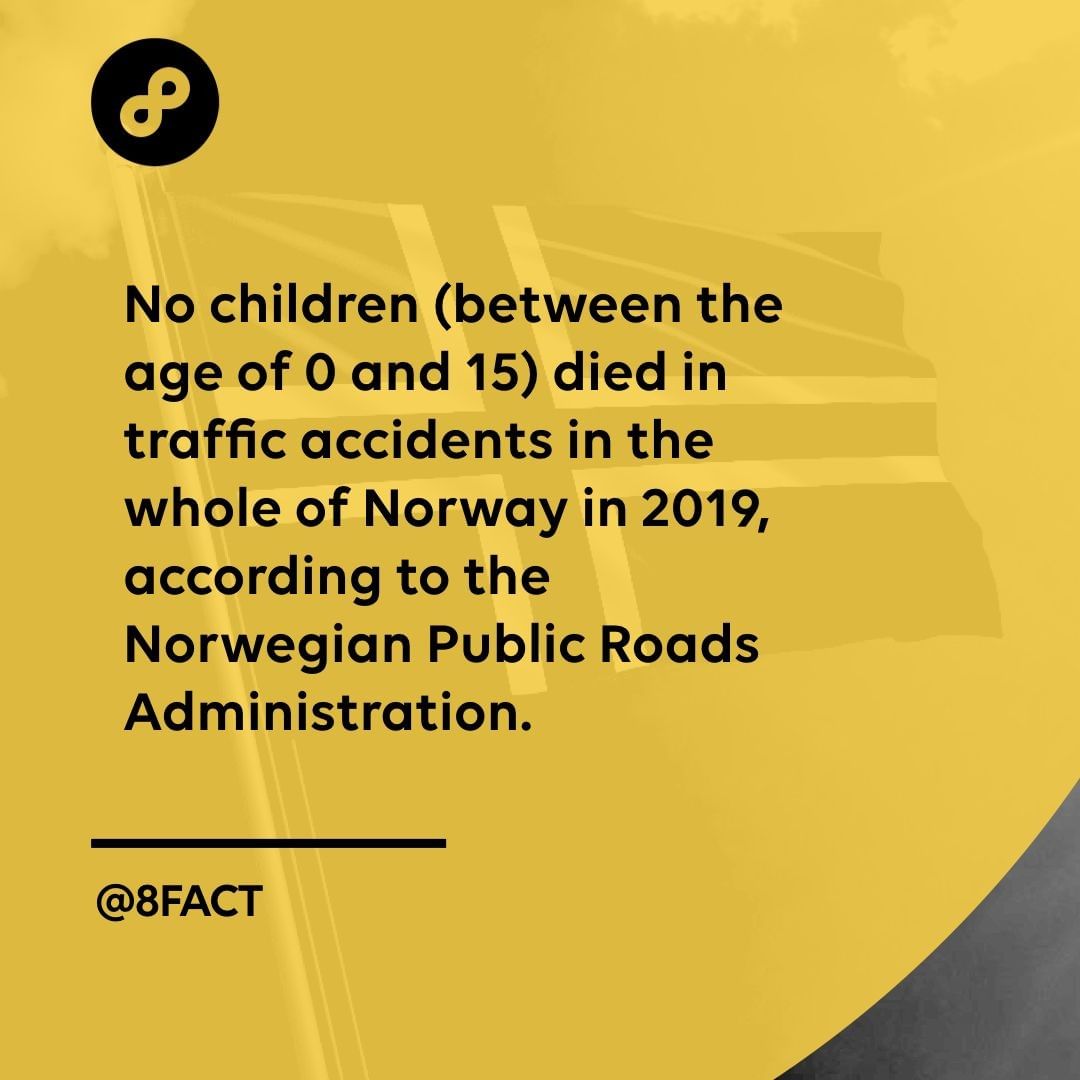 No children (between the
age of 0 and 15) died in
traffic accidents in the
whole of Norway in 2019,
according to the
Norwegian Public Roads
Administration.
@8FACT